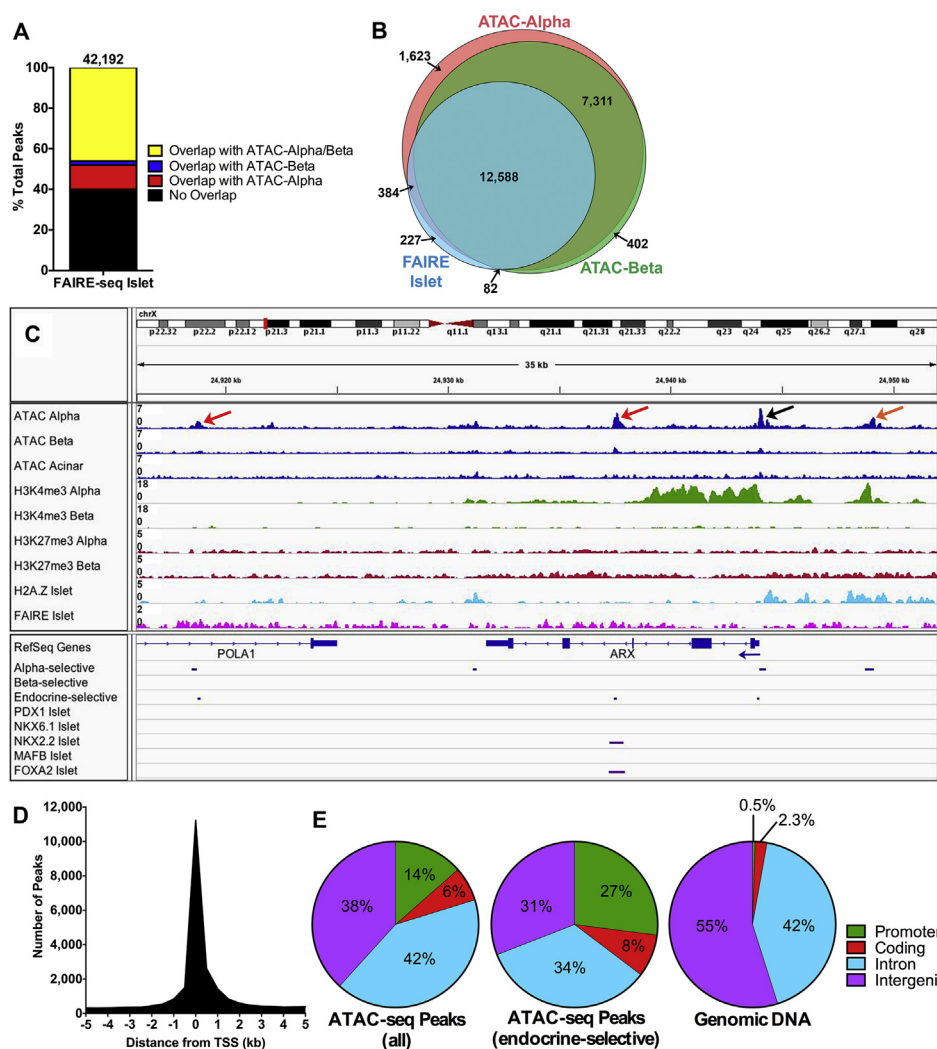 A
42,192
100
80
60
40
20
0
% Total Peaks
FAIRE-seq Islet
Overlap with ATAC-Alpha/Beta
Overlap with ATAC-Beta
Overlap with ATAC-Alpha
No Overlap
B
ATAC-Alpha
1,623
7,311
12,588
384
227
FAIRE
Islet
82
402
ATAC-Beta
C
chrX
p22.32 p22.2 p22.12 p21.3 p21.1 p11.3 p11.22 q11.1 q13.1 q21.1 q21.31 q21.33 q22.2 q23 q24 q25 q26.2 q27.1 q28
35 kb
24,920 kb 24,930 kb 24,940 kb 24,950 kb
ATAC Alpha 7 0
ATAC Beta 7 0
ATAC Acinar 7 0
H3K4me3 Alpha 18 0
H3K4me3 Beta 18 0
H3K27me3 Alpha 5 0
H3K27me3 Beta 5 0
H2A.Z Islet 5 0
FAIRE Islet 2 0
RefSeq Genes
POLA1 ARX
Alpha-selective
Beta-selective
Endocrine-selective
PDX1 Islet
NKX6.1 Islet
NKX2.2 Islet
MAFB Islet
FOXA2 Islet
D
12,000
10,000
8,000
6,000
4,000
2,000
0
Number of Peaks
-5 -4 -3 -2 -1 0 1 2 3 4 5
Distance from TSS (kb)
E
14%
6%
42%
38%
ATAC-seq Peaks
(all)
27%
8%
34%
31%
ATAC-seq Peaks
(endocrine-selective)
0.5%
2.3%
42%
55%
Genomic DNA
Promoter
Coding
Intron
Intergeni